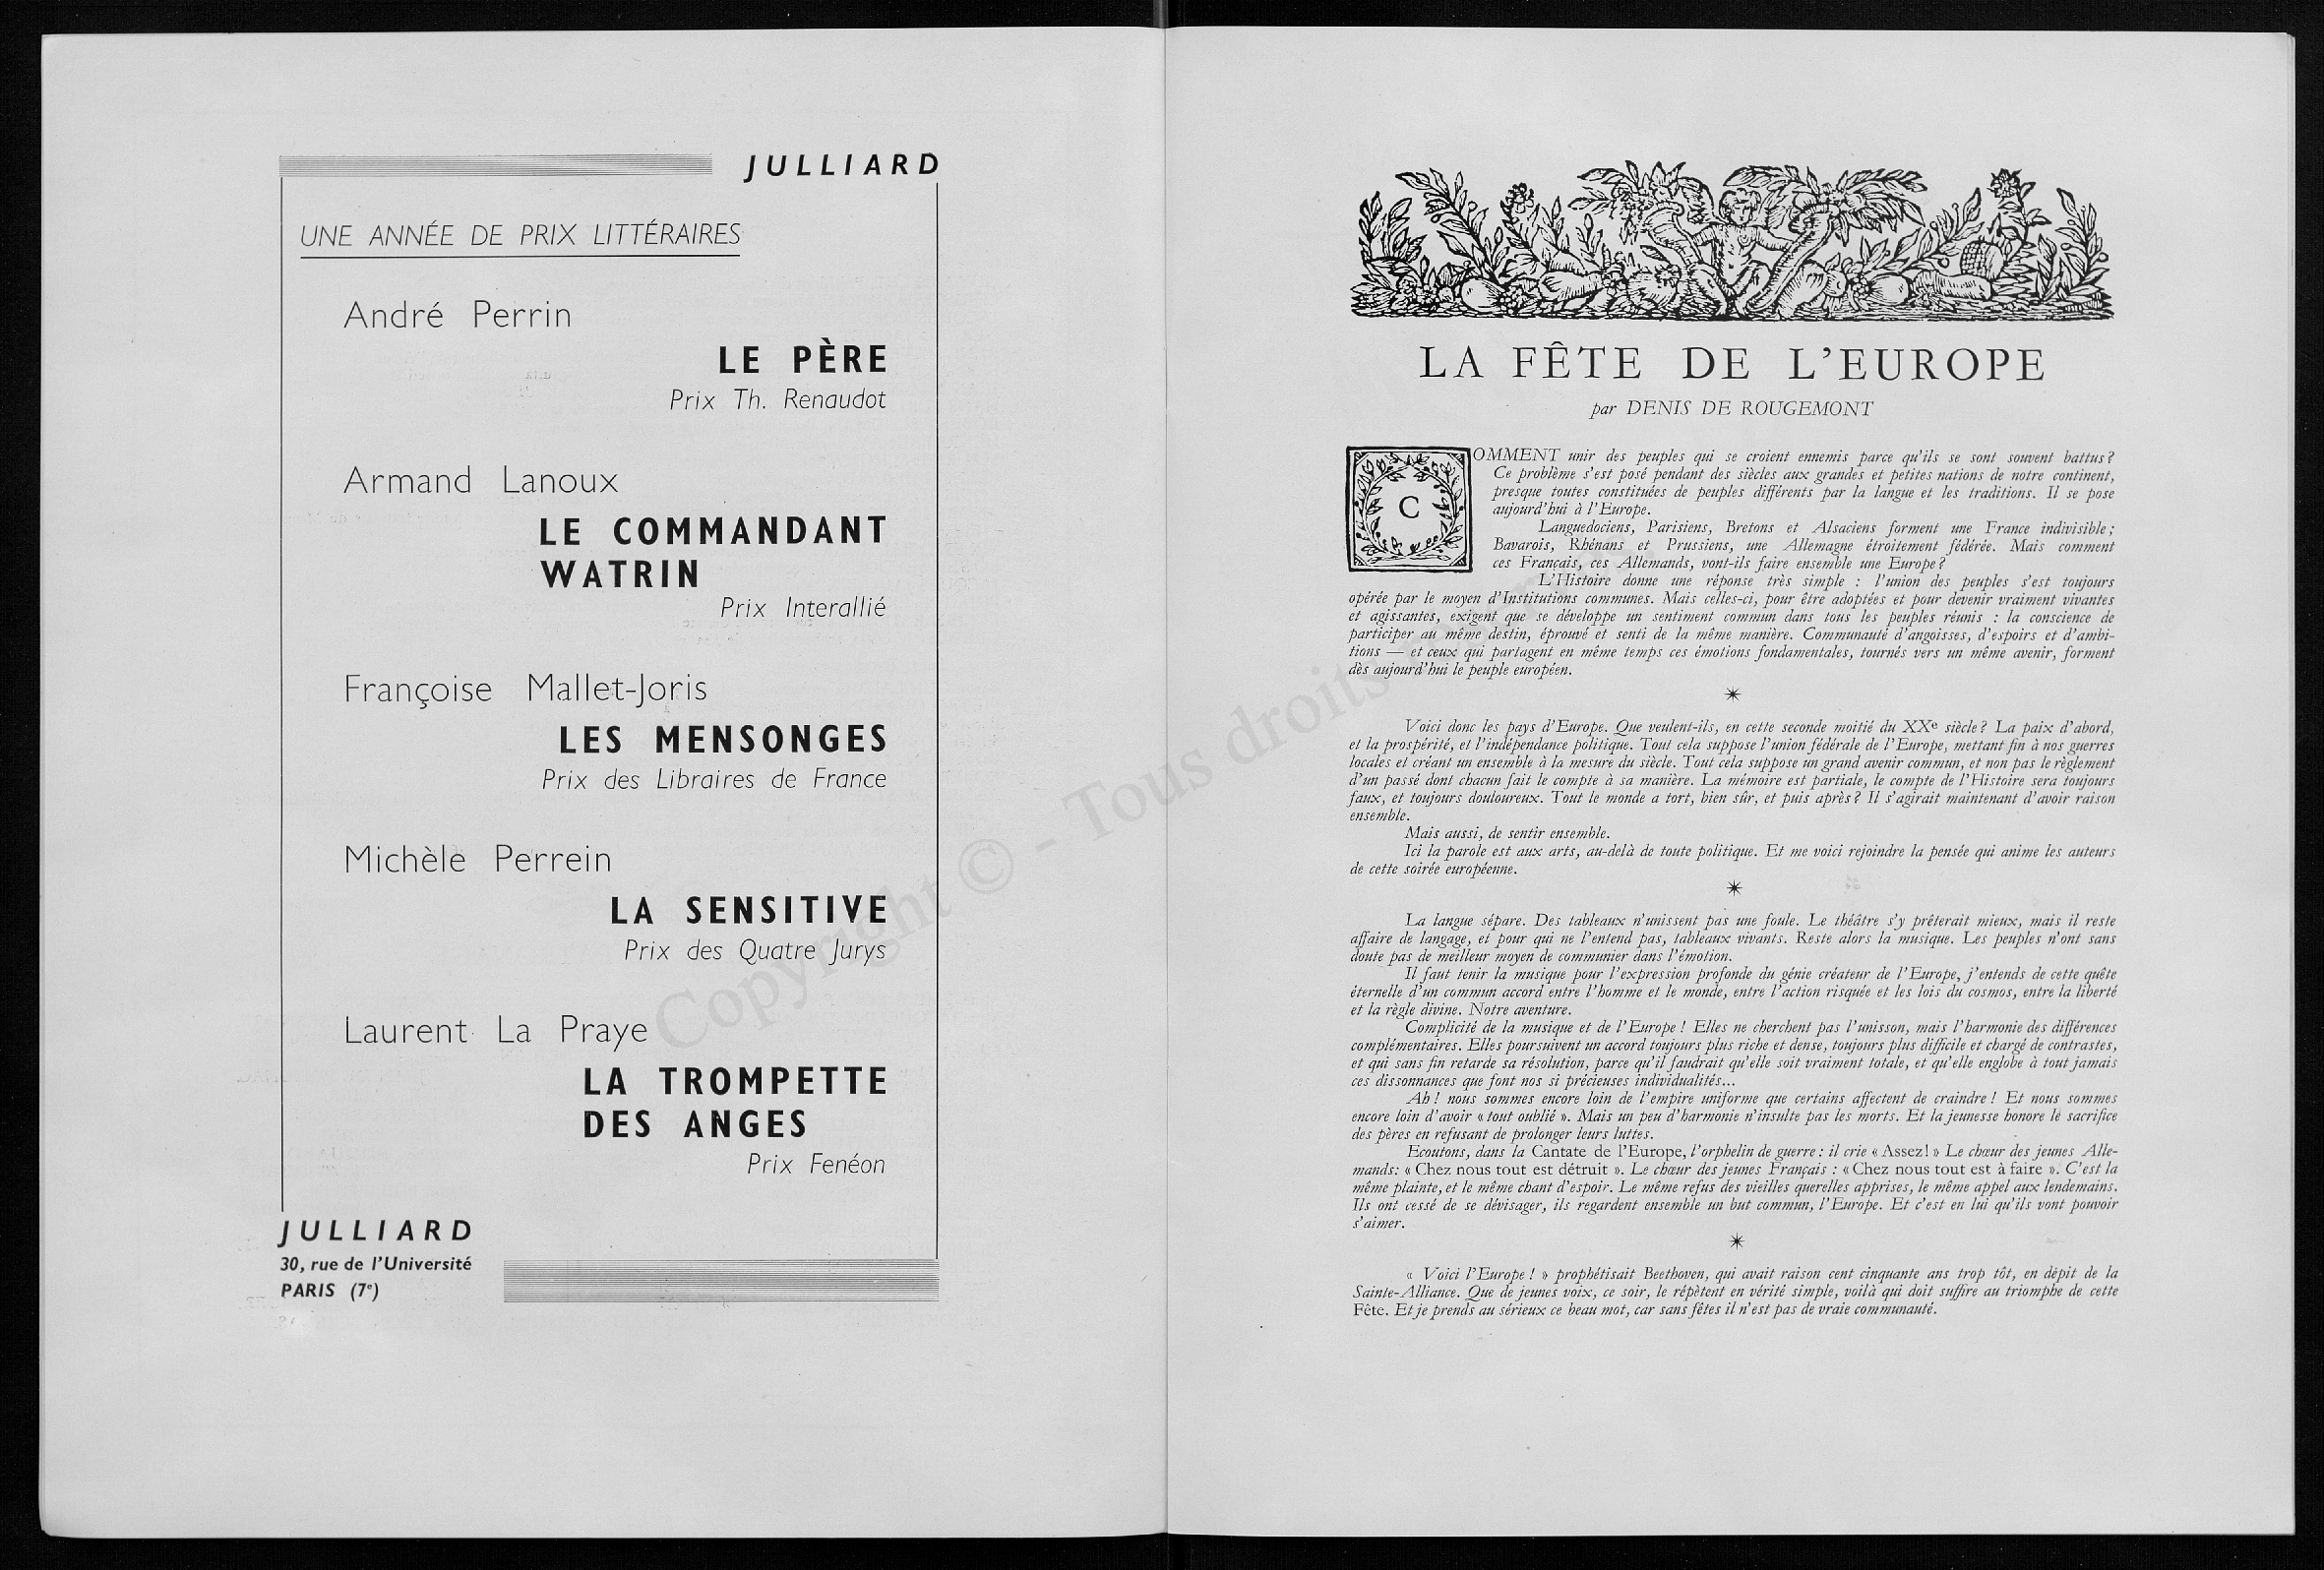 JULLIARD
UNE ANNÉE DE PRIX LITTÉRAIRES
André Perrin
LE PÈRE
Prix Th. Renaudot
Armand Lanoux
LE COMMANDANT
WATRIN
Prix Interallié
Françoise Mallet-Joris
LES MENSONGES
Prix des Libraires de France
Michèle Perrein
LA SENSITIVE
Prix des Quatre Jurys
Laurent La Praye
LA TROMPETTE
DES ANGES
Prix Fenéon
JULLIARD
30, rue de l'Université
PARIS (7e)
LA FÊTE DE L'EUROPE
par DENIS DE ROUGEMONT
COMMENT unir des peuples qui se croient ennemis parce qu'ils se sont souvent battus ?
Ce problème s'est posé pendant des siècles aux grandes et petites nations de notre continent,
presque toutes constituées de peuples différents par la langue et les traditions. Il se pose
aujourd'hui à l'Europe.
Languedociens, Parisiens, Bretons et Alsaciens forment une France indivisible ;
Bavarois, Rhénans et Prussiens, une Allemagne étroitement fédérée. Mais comment
ces Français, ces Allemands, vont-ils faire ensemble une Europe ?
L'Histoire donne une réponse très simple : l'union des peuples s'est toujours
opérée par le moyen d'Institutions communes. Mais celles-ci, pour être adoptées et pour devenir vraiment vivantes
et agissantes, exigent que se développe un sentiment commun dans tous les peuples réunis : la conscience de
participer au même destin, éprouvé et senti de la même manière. Communauté d'angoisses, d'espoirs et d'ambi-
tions — et ceux qui partagent en même temps ces émotions fondamentales, tournés vers un même avenir, forment
dès aujourd'hui le peuple européen.
Voici donc les pays d'Europe. Que veulent-ils, en cette seconde moitié du XXe siècle ? La paix d'abord,
et la prospérité, et l'indépendance politique. Tout cela suppose l'union fédérale de l'Europe, mettant fin à nos guerres
locales et créant un ensemble à la mesure du siècle. Tout cela suppose un grand avenir commun, et non pas le règlement
d'un passé dont chacun fait le compte à sa manière. La mémoire est partiale, le compte de l'Histoire sera toujours
faux, et toujours douloureux. Tout le monde a tort, bien sûr, et puis après ? Il s'agirait maintenant d'avoir raison
ensemble.
Mais aussi, de sentir ensemble.
Ici la parole est aux arts, au-delà de toute politique. Et me voici rejoindre la pensée qui anime les auteurs
de cette soirée européenne.
La langue sépare. Des tableaux n'unissent pas une foule. Le théâtre s'y prêterait mieux, mais il reste
affaire de langage, et pour qui ne l'entend pas, tableaux vivants. Reste alors la musique. Les peuples n'ont sans
doute pas de meilleur moyen de communier dans l'émotion.
Il faut tenir la musique pour l'expression profonde du génie créateur de l'Europe, j'entends de cette quête
éternelle d'un commun accord entre l'homme et le monde, entre l'action risquée et les lois du cosmos, entre la liberté
et la règle divine. Notre aventure.
Complicité de la musique et de l'Europe ! Elles ne cherchent pas l'unisson, mais l'harmonie des différences
complémentaires. Elles poursuivent un accord toujours plus riche et dense, toujours plus difficile et chargé de contrastes,
et qui sans fin retarde sa résolution, parce qu'il faudrait qu'elle soit vraiment totale, et qu'elle englobe à tout jamais
ces dissonnances que font nos si précieuses individualités...
Ah ! nous sommes encore loin de l'empire uniforme que certains affectent de craindre ! Et nous sommes
encore loin d'avoir « tout oublié ». Mais un peu d'harmonie n'insulte pas les morts. Et la jeunesse honore le sacrifice
des pères en refusant de prolonger leurs luttes.
Ecoutons, dans la Cantate de l'Europe, l'orphelin de guerre : il crie « Assez ! » Le chœur des jeunes Alle-
mands : « Chez nous tout est détruit ». Le chœur des jeunes Français : « Chez nous tout est à faire ». C'est la
même plainte, et le même chant d'espoir. Le même refus des vieilles querelles apprises, le même appel aux lendemains.
Ils ont cessé de se dévisager, ils regardent ensemble un but commun, l'Europe. Et c'est en lui qu'ils vont pouvoir
s'aimer.
« Voici l'Europe ! » prophétisait Beethoven, qui avait raison cent cinquante ans trop tôt, en dépit de la
Sainte-Alliance. Que de jeunes voix, ce soir, le répètent en vérité simple, voilà qui doit suffire au triomphe de cette
Fête. Et je prends au sérieux ce beau mot, car sans fêtes il n'est pas de vraie communauté.
Copyright © - Tous droits